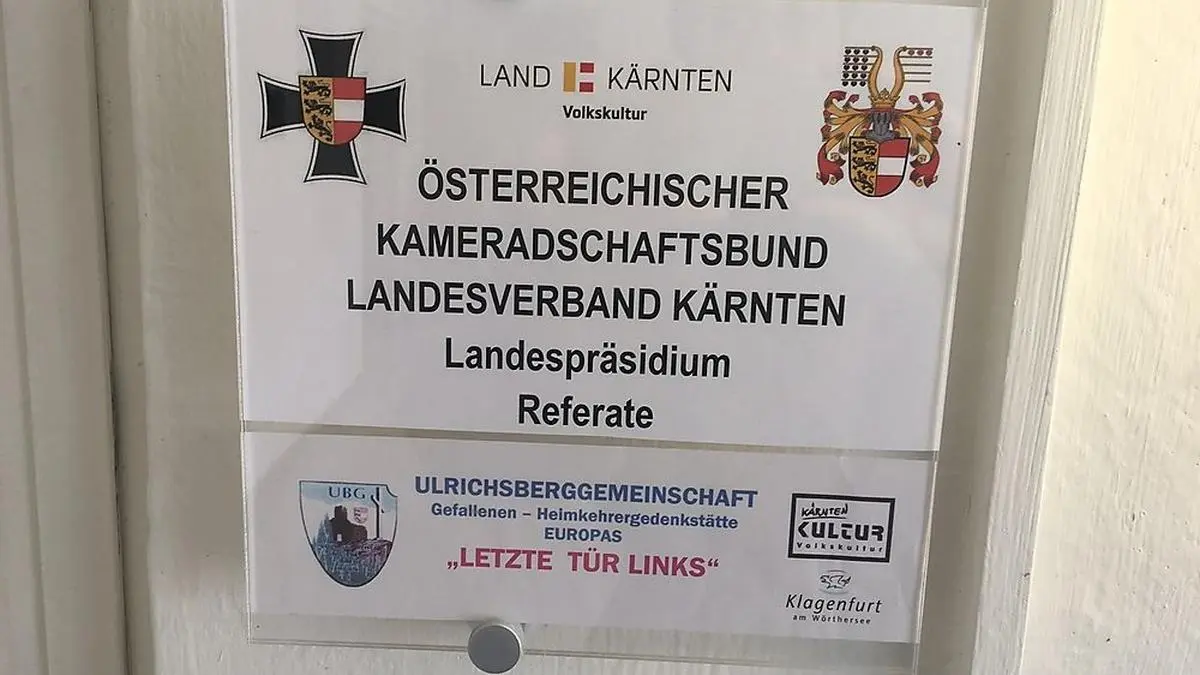 LAND KÄRNTEN
Volkskultur
ÖSTERREICHISCHER
KAMERADSCHAFTSBUND
LANDESVERBAND KÄRNTEN
Landespräsidium
Referate
UBG
ULRICHSBERGGEMEINSCHAFT
Gefallenen – Heimkehrergedenkstätte
EUROPAS
„LETZTE TÜR LINKS“
KÄRNTEN
KULTUR
Volkskultur
Klagenfurt
am Wörthersee